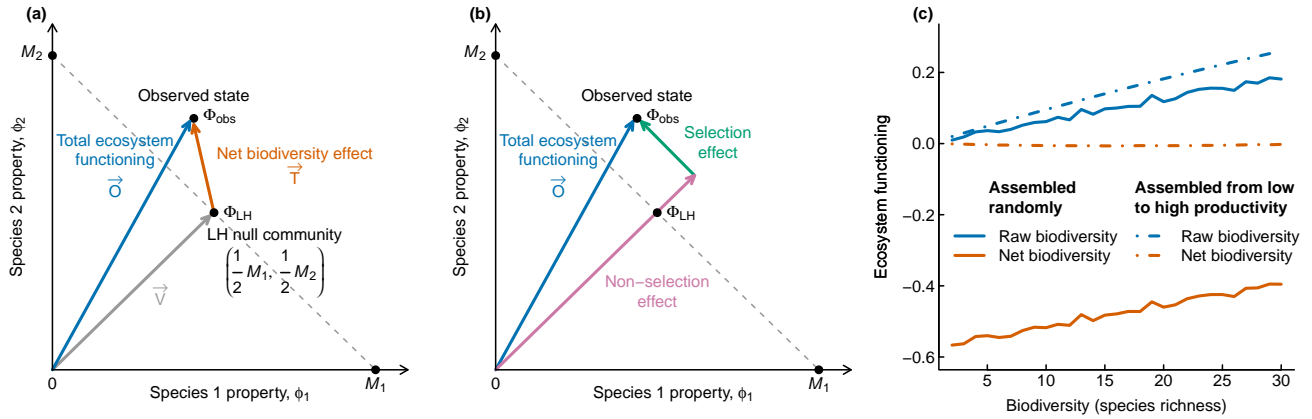 (a)
M2
Observed state
Φobs
Total ecosystem
functioning
O
Net biodiversity effect
T
ΦLH
LH null community
(1/2 M1, 1/2 M2)
V
Species 2 property, ϕ2
0
Species 1 property, ϕ1
M1
(b)
M2
Observed state
Φobs
Total ecosystem
functioning
O
Selection
effect
ΦLH
Non−selection
effect
Species 2 property, ϕ2
0
Species 1 property, ϕ1
M1
(c)
Ecosystem functioning
0.2
0.0
−0.2
−0.4
−0.6
Assembled
randomly
Raw biodiversity
Net biodiversity
Assembled from low
to high productivity
Raw biodiversity
Net biodiversity
5 10 15 20 25 30
Biodiversity (species richness)